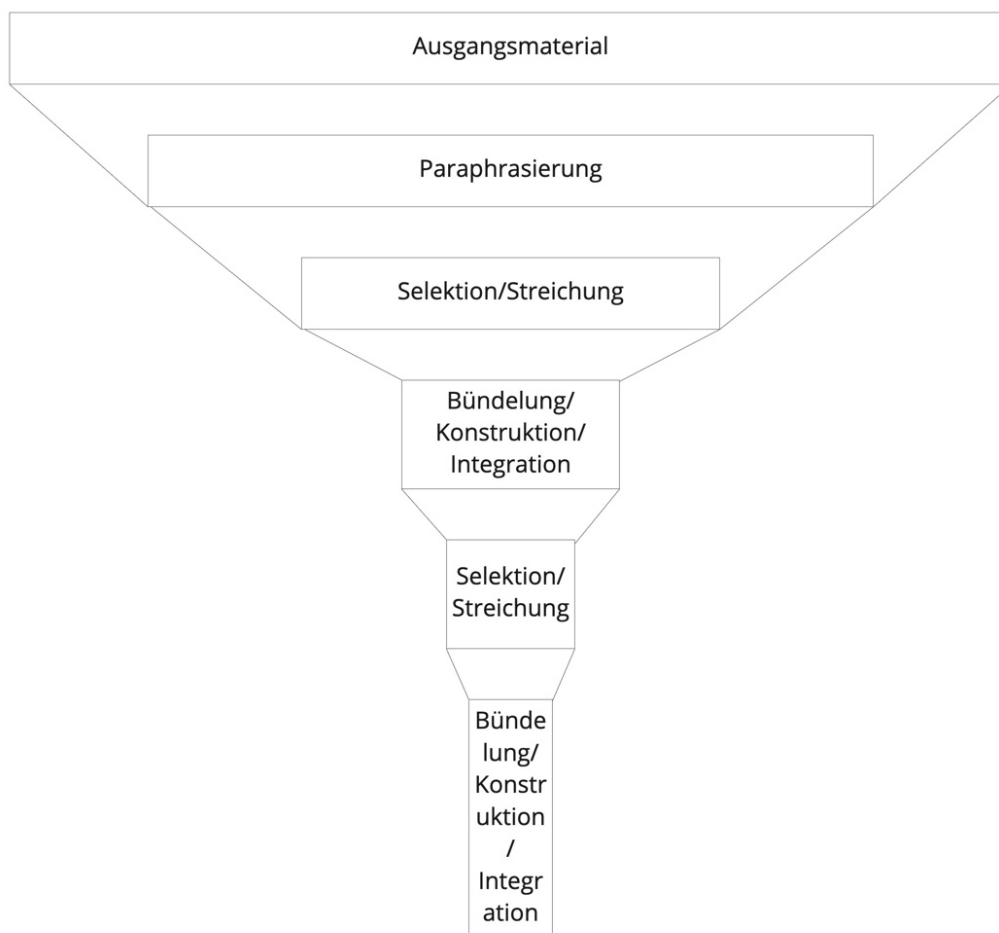 Ausgangsmaterial
Paraphrasierung
Selektion/Streichung
Bündelung/
Konstruktion/
Integration
Selektion/
Streichung
Bünde
lung/
Konstr
uktion
/
Integr
ation